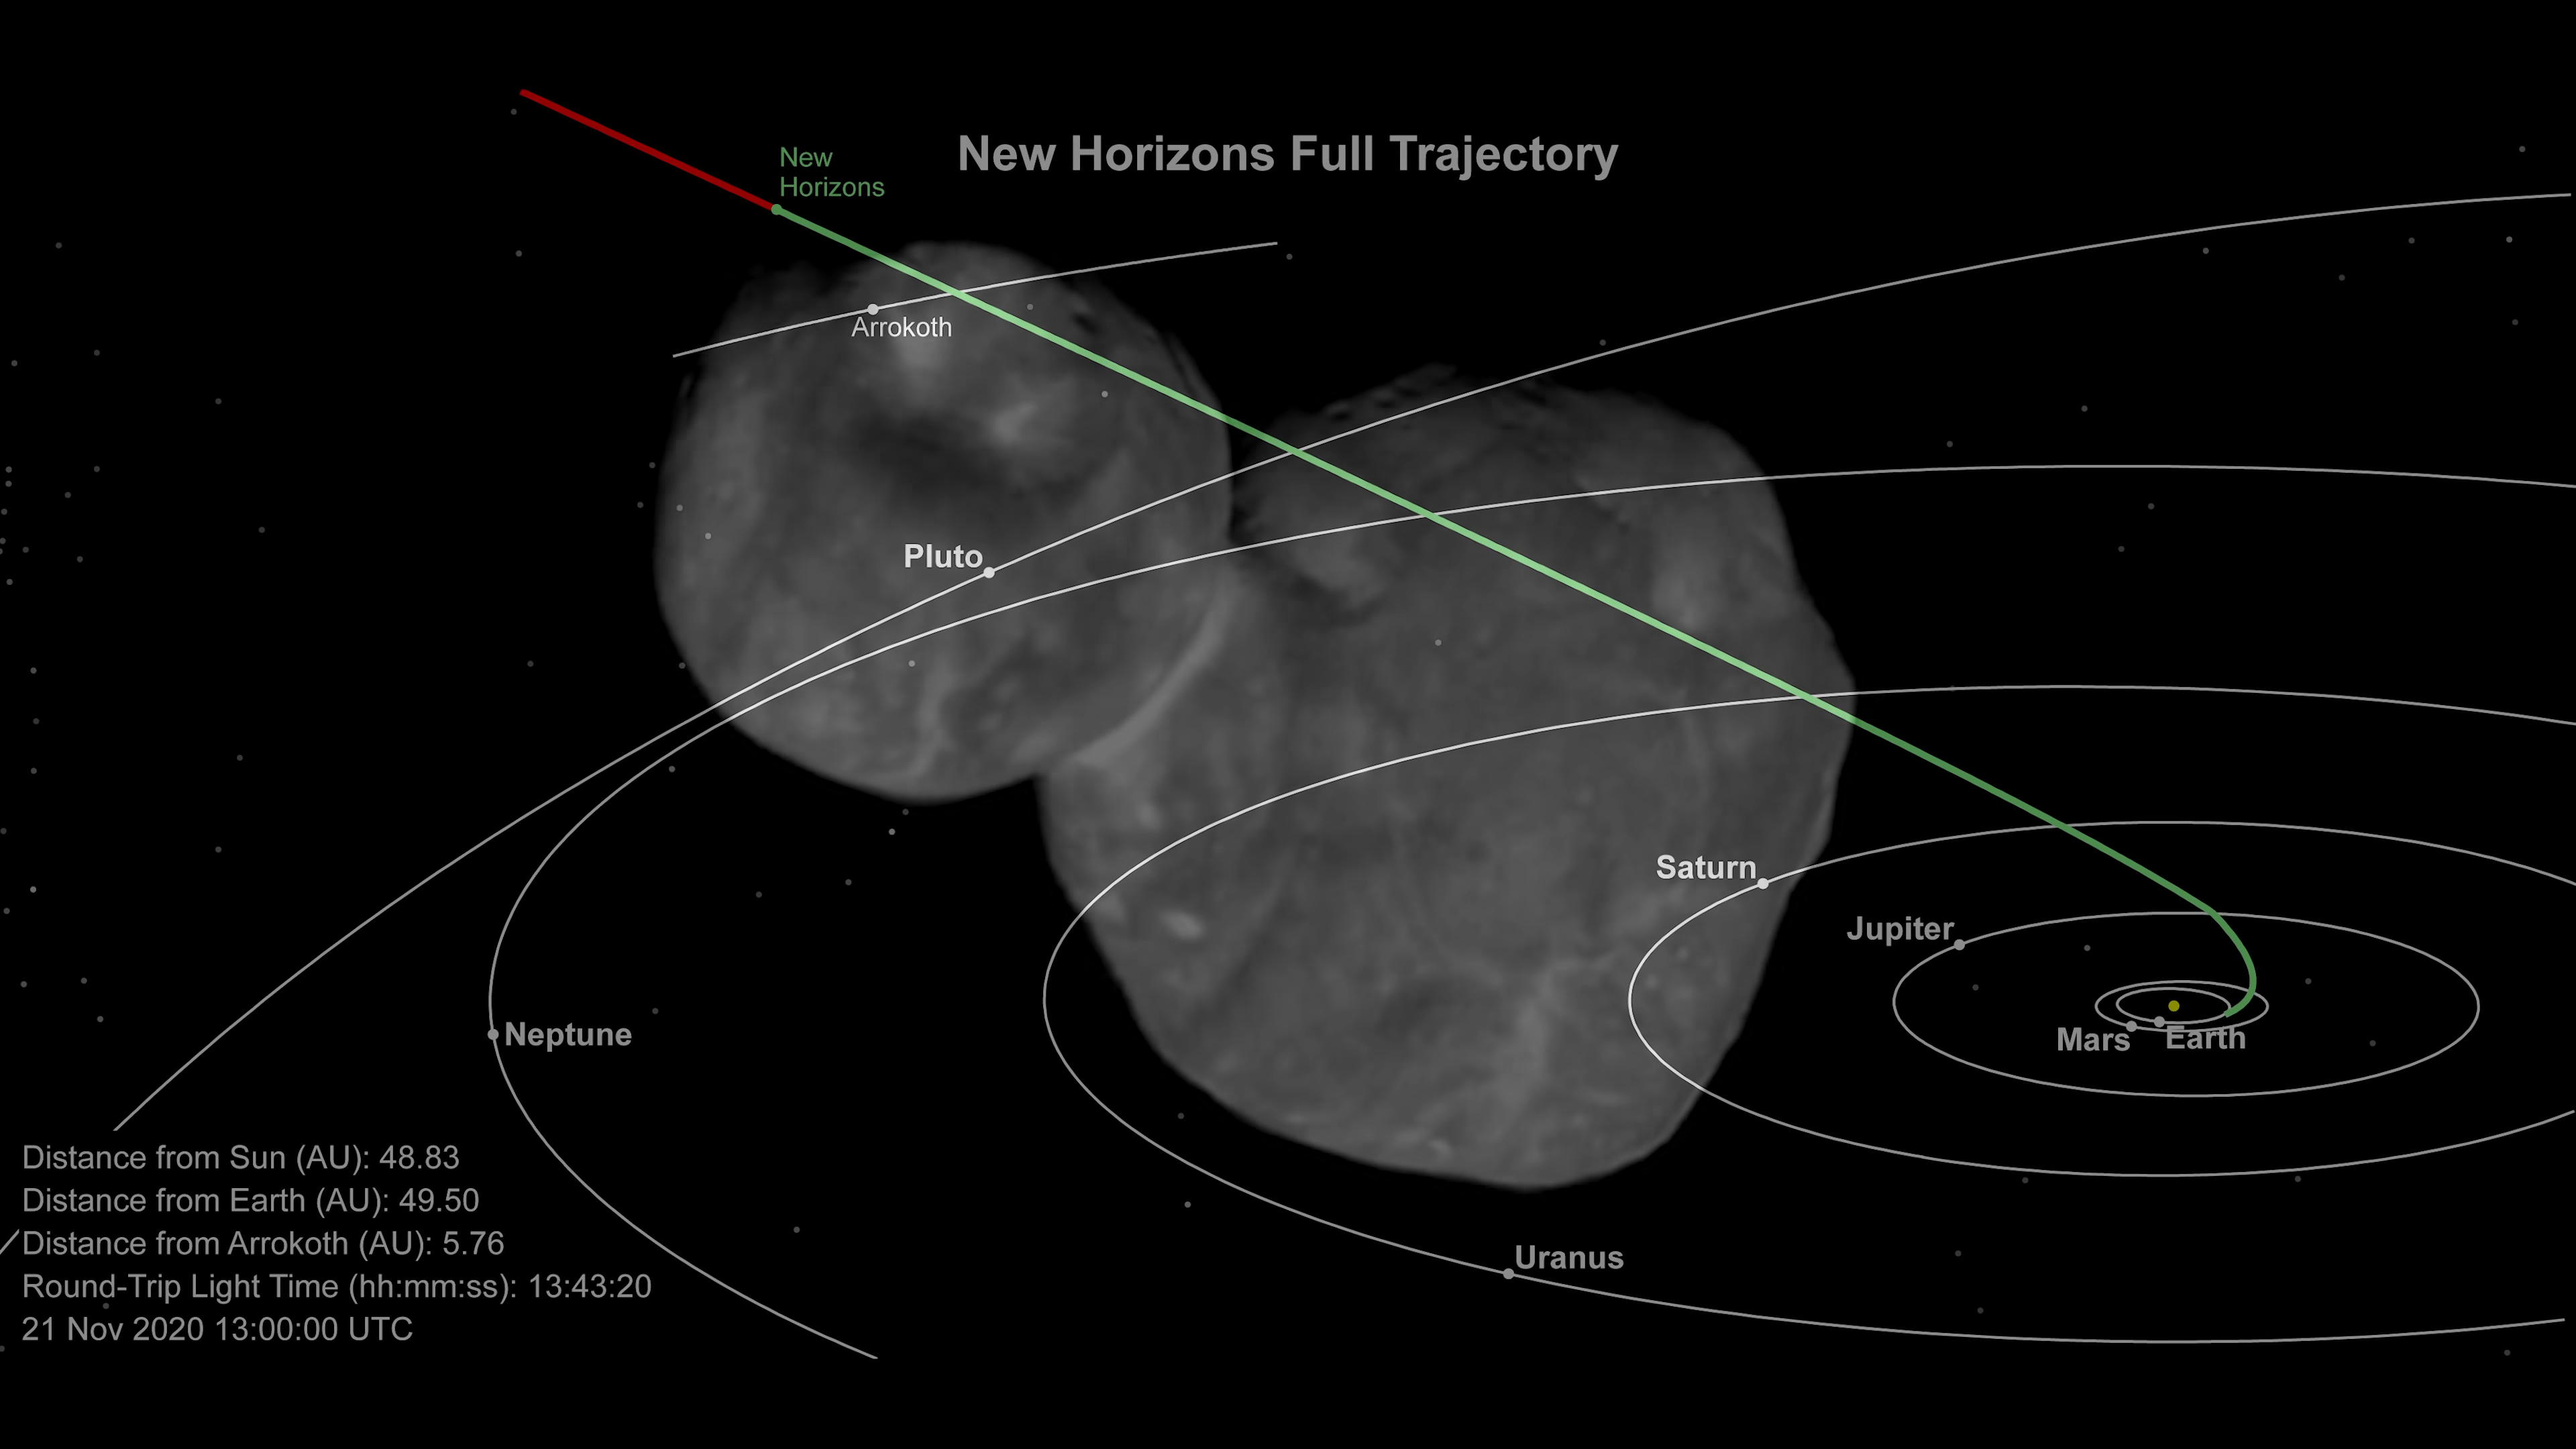 New Horizons Full Trajectory
New
Horizons
Arrokoth
Pluto
Saturn
Jupiter
Mars
Earth
Neptune
Uranus
Distance from Sun (AU): 48.83
Distance from Earth (AU): 49.50
Distance from Arrokoth (AU): 5.76
Round-Trip Light Time (hh:mm:ss): 13:43:20
21 Nov 2020 13:00:00 UTC